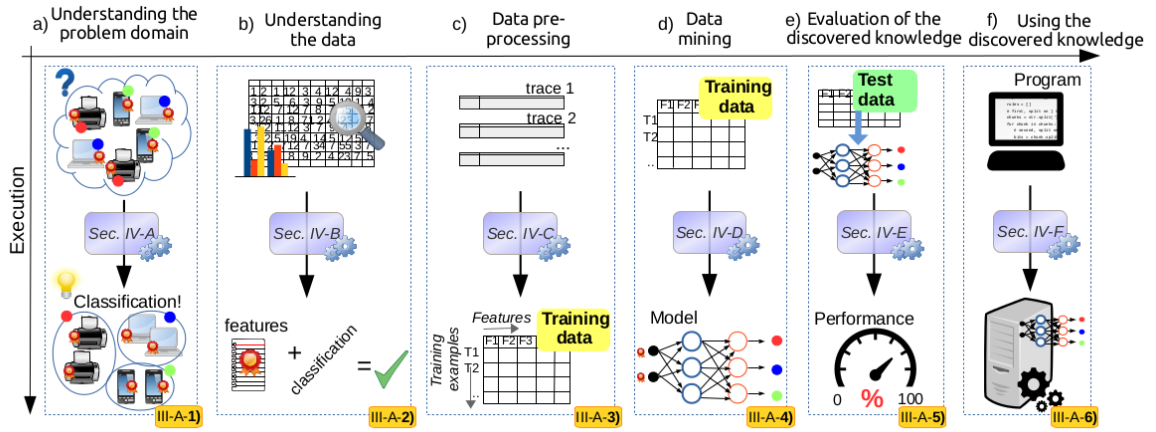 a) Understanding the
problem domain
b) Understanding
the data
c) Data pre-
processing
d) Data
mining
e) Evaluation of the
discovered knowledge
f) Using the
discovered knowledge
Execution
?
Sec. IV-A
Classification!
III-A-1)
Sec. IV-B
features
+
classification
=
III-A-2)
trace 1
trace 2
...
Sec. IV-C
Features
Training
examples
F1 F2 F3
T1
T2
..
Training
data
III-A-3)
Training
data
F1 F2
T1
T2
..
Sec. IV-D
Model
III-A-4)
Test
data
F1 F2
Sec. IV-E
Performance
0 % 100
III-A-5)
Program
Sec. IV-F
III-A-6)